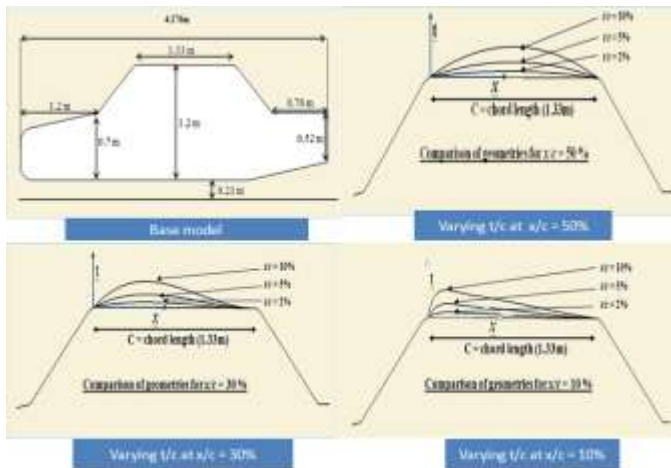 1.33 m
1.2 m
0.78 m
0.7 m
1.2 m
0.52 m
0.23 m
Base model
t
t/c = 10%
t/c = 5%
t/c = 2%
X
C = chord length (1.33m)
Comparison of geometries for x/c = 50 %
Varying t/c at x/c = 50%
t
t/c = 10%
t/c = 5%
t/c = 2%
X
C = chord length (1.33m)
Comparison of geometries for x/c = 30 %
Varying t/c at x/c = 30%
t
t/c = 10%
t/c = 5%
t/c = 2%
X
C = chord length (1.33m)
Comparison of geometries for x/c = 10 %
Varying t/c at x/c = 10%